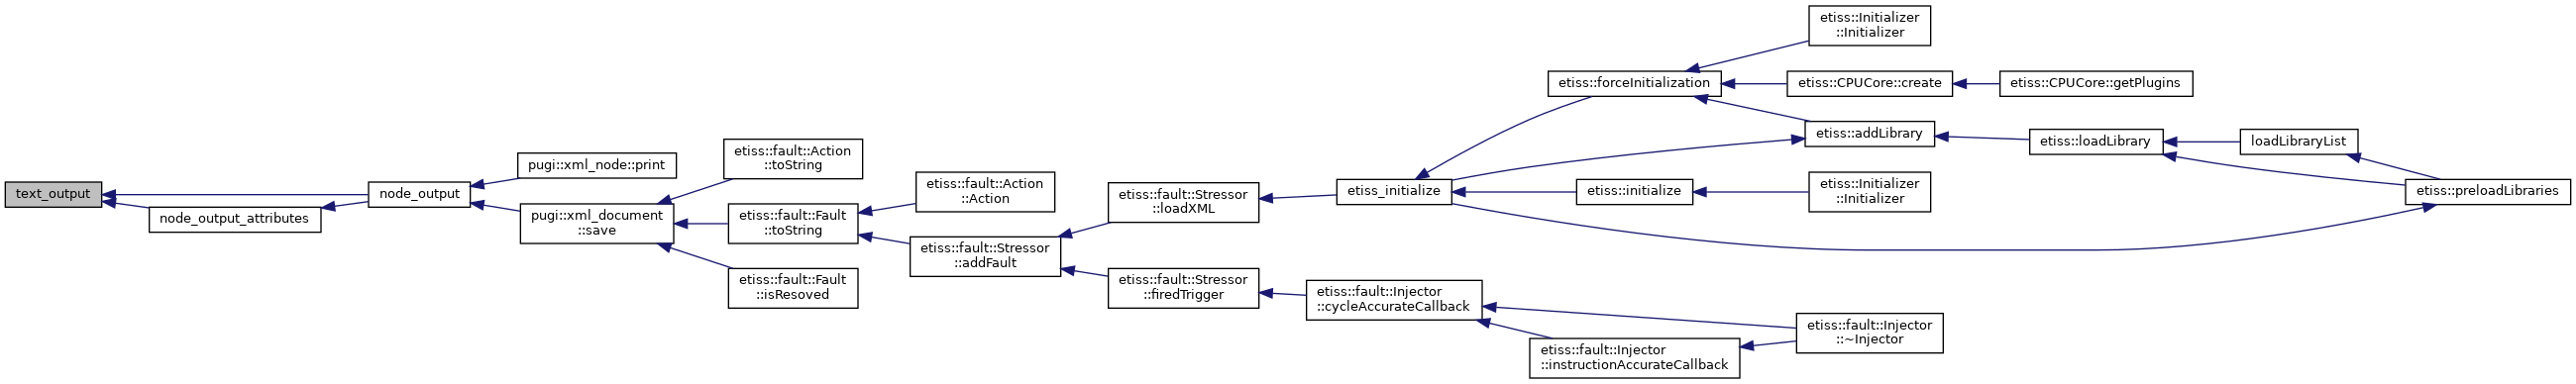 text_output
node_output_attributes
node_output
pugi::xml_node::print
pugi::xml_document
::save
etiss::fault::Action
::toString
etiss::fault::Fault
::toString
etiss::fault::Fault
::isResoved
etiss::fault::Action
::Action
etiss::fault::Stressor
::addFault
etiss::fault::Stressor
::loadXML
etiss::fault::Stressor
::firedTrigger
etiss_initialize
etiss::fault::Injector
::cycleAccurateCallback
etiss::fault::Injector
::instructionAccurateCallback
etiss::forceInitialization
etiss::initialize
etiss::Initializer
::Initializer
etiss::CPUCore::create
etiss::addLibrary
etiss::Initializer
::Initializer
etiss::fault::Injector
::~Injector
etiss::CPUCore::getPlugins
etiss::loadLibrary
loadLibraryList
etiss::preloadLibraries